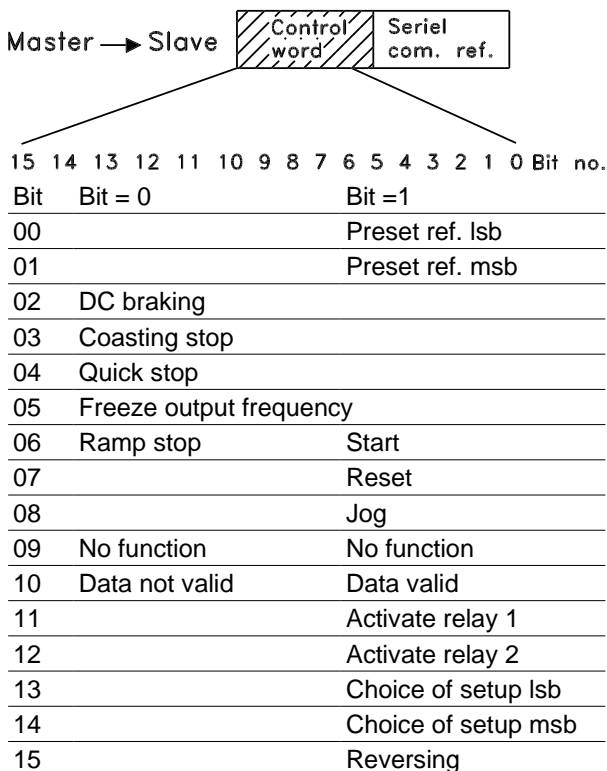 Master → Slave Control word Seriel com. ref.
15 14 13 12 11 10 9 8 7 6 5 4 3 2 1 0 Bit no.
Bit Bit = 0 Bit =1
00 Preset ref. lsb
01 Preset ref. msb
02 DC braking
03 Coasting stop
04 Quick stop
05 Freeze output frequency
06 Ramp stop Start
07 Reset
08 Jog
09 No function No function
10 Data not valid Data valid
11 Activate relay 1
12 Activate relay 2
13 Choice of setup lsb
14 Choice of setup msb
15 Reversing